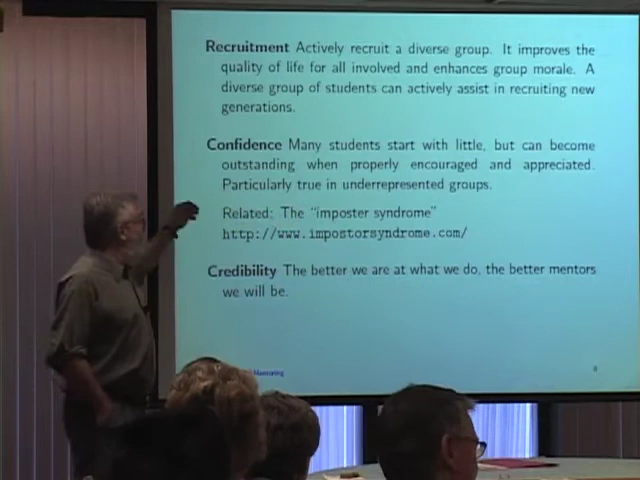 Recruitment Actively recruit a diverse group. It improves the
quality of life for all involved and enhances group morale. A
diverse group of students can actively assist in recruiting new
generations.
Confidence Many students start with little, but can become
outstanding when properly encouraged and appreciated.
Particularly true in underrepresented groups.
Related: The "imposter syndrome"
http://www.impostorsyndrome.com/
Credibility The better we are at what we do, the better mentors
we will be.
Mentoring